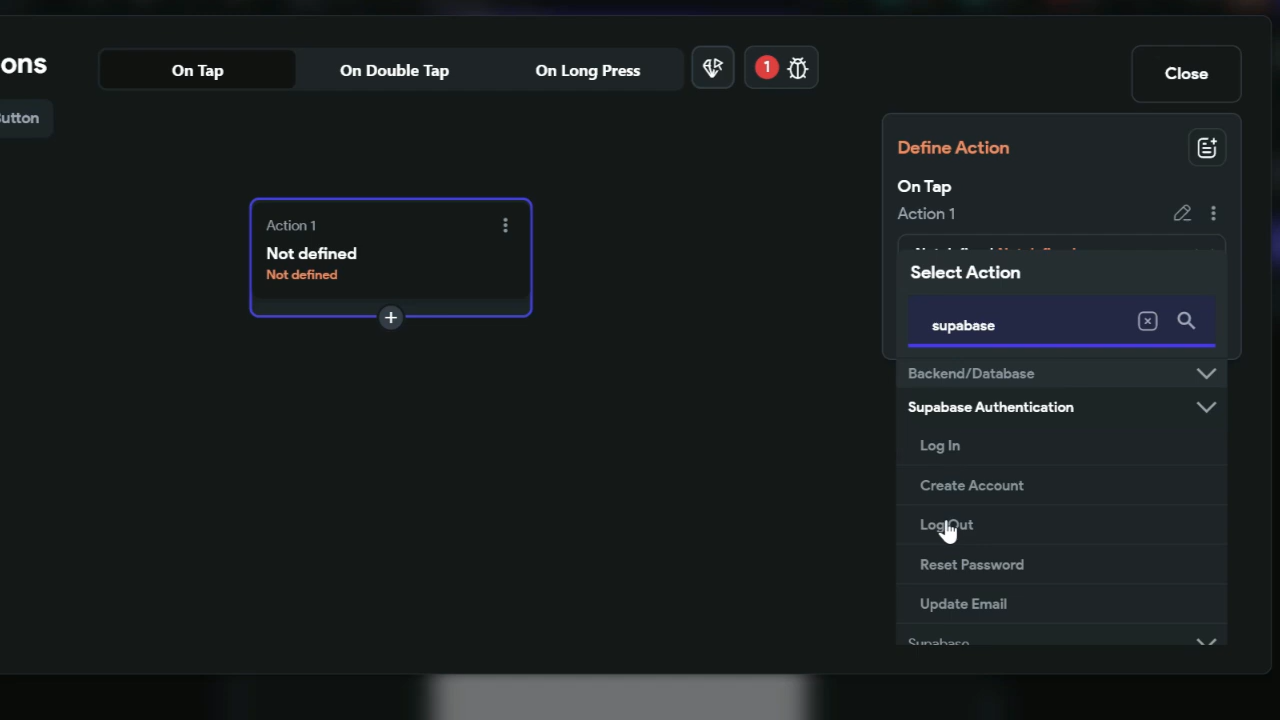 ons
On Tap
On Double Tap
On Long Press
1
Close
utton
Define Action
On Tap
Action 1
Action 1
Not defined
Not defined
Select Action
supabase
Backend/Database
Supabase Authentication
Log In
Create Account
Log Out
Reset Password
Update Email
Supabase